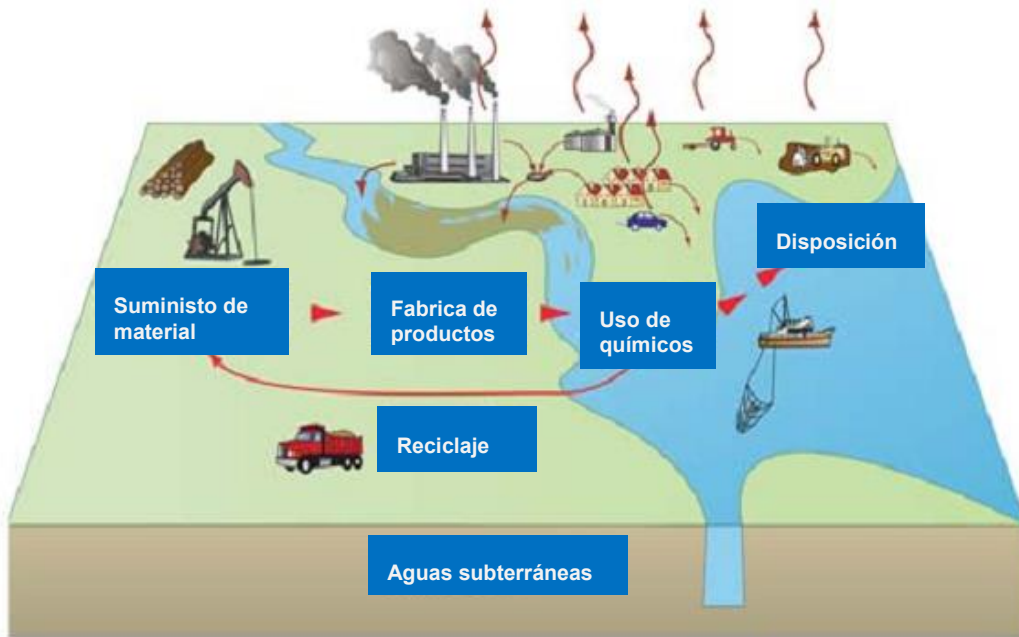 Disposición
Suministo de
material
Fabrica de
productos
Uso de
químicos
Reciclaje
Aguas subterráneas